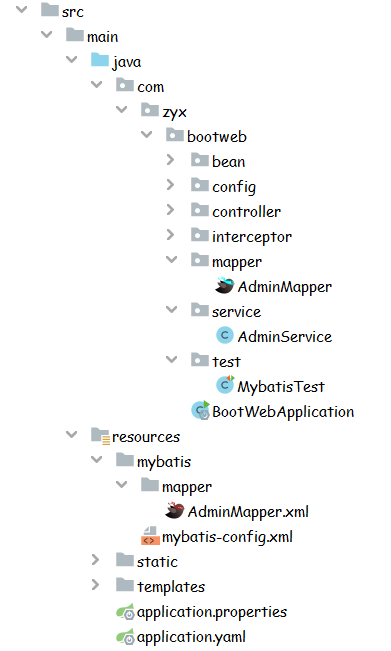 src
main
java
com
zyx
bootweb
bean
config
controller
interceptor
mapper
AdminMapper
service
C AdminService
test
C MybatisTest
BootWebApplication
resources
mybatis
mapper
AdminMapper.xml
mybatis-config.xml
static
templates
application.properties
application.yaml